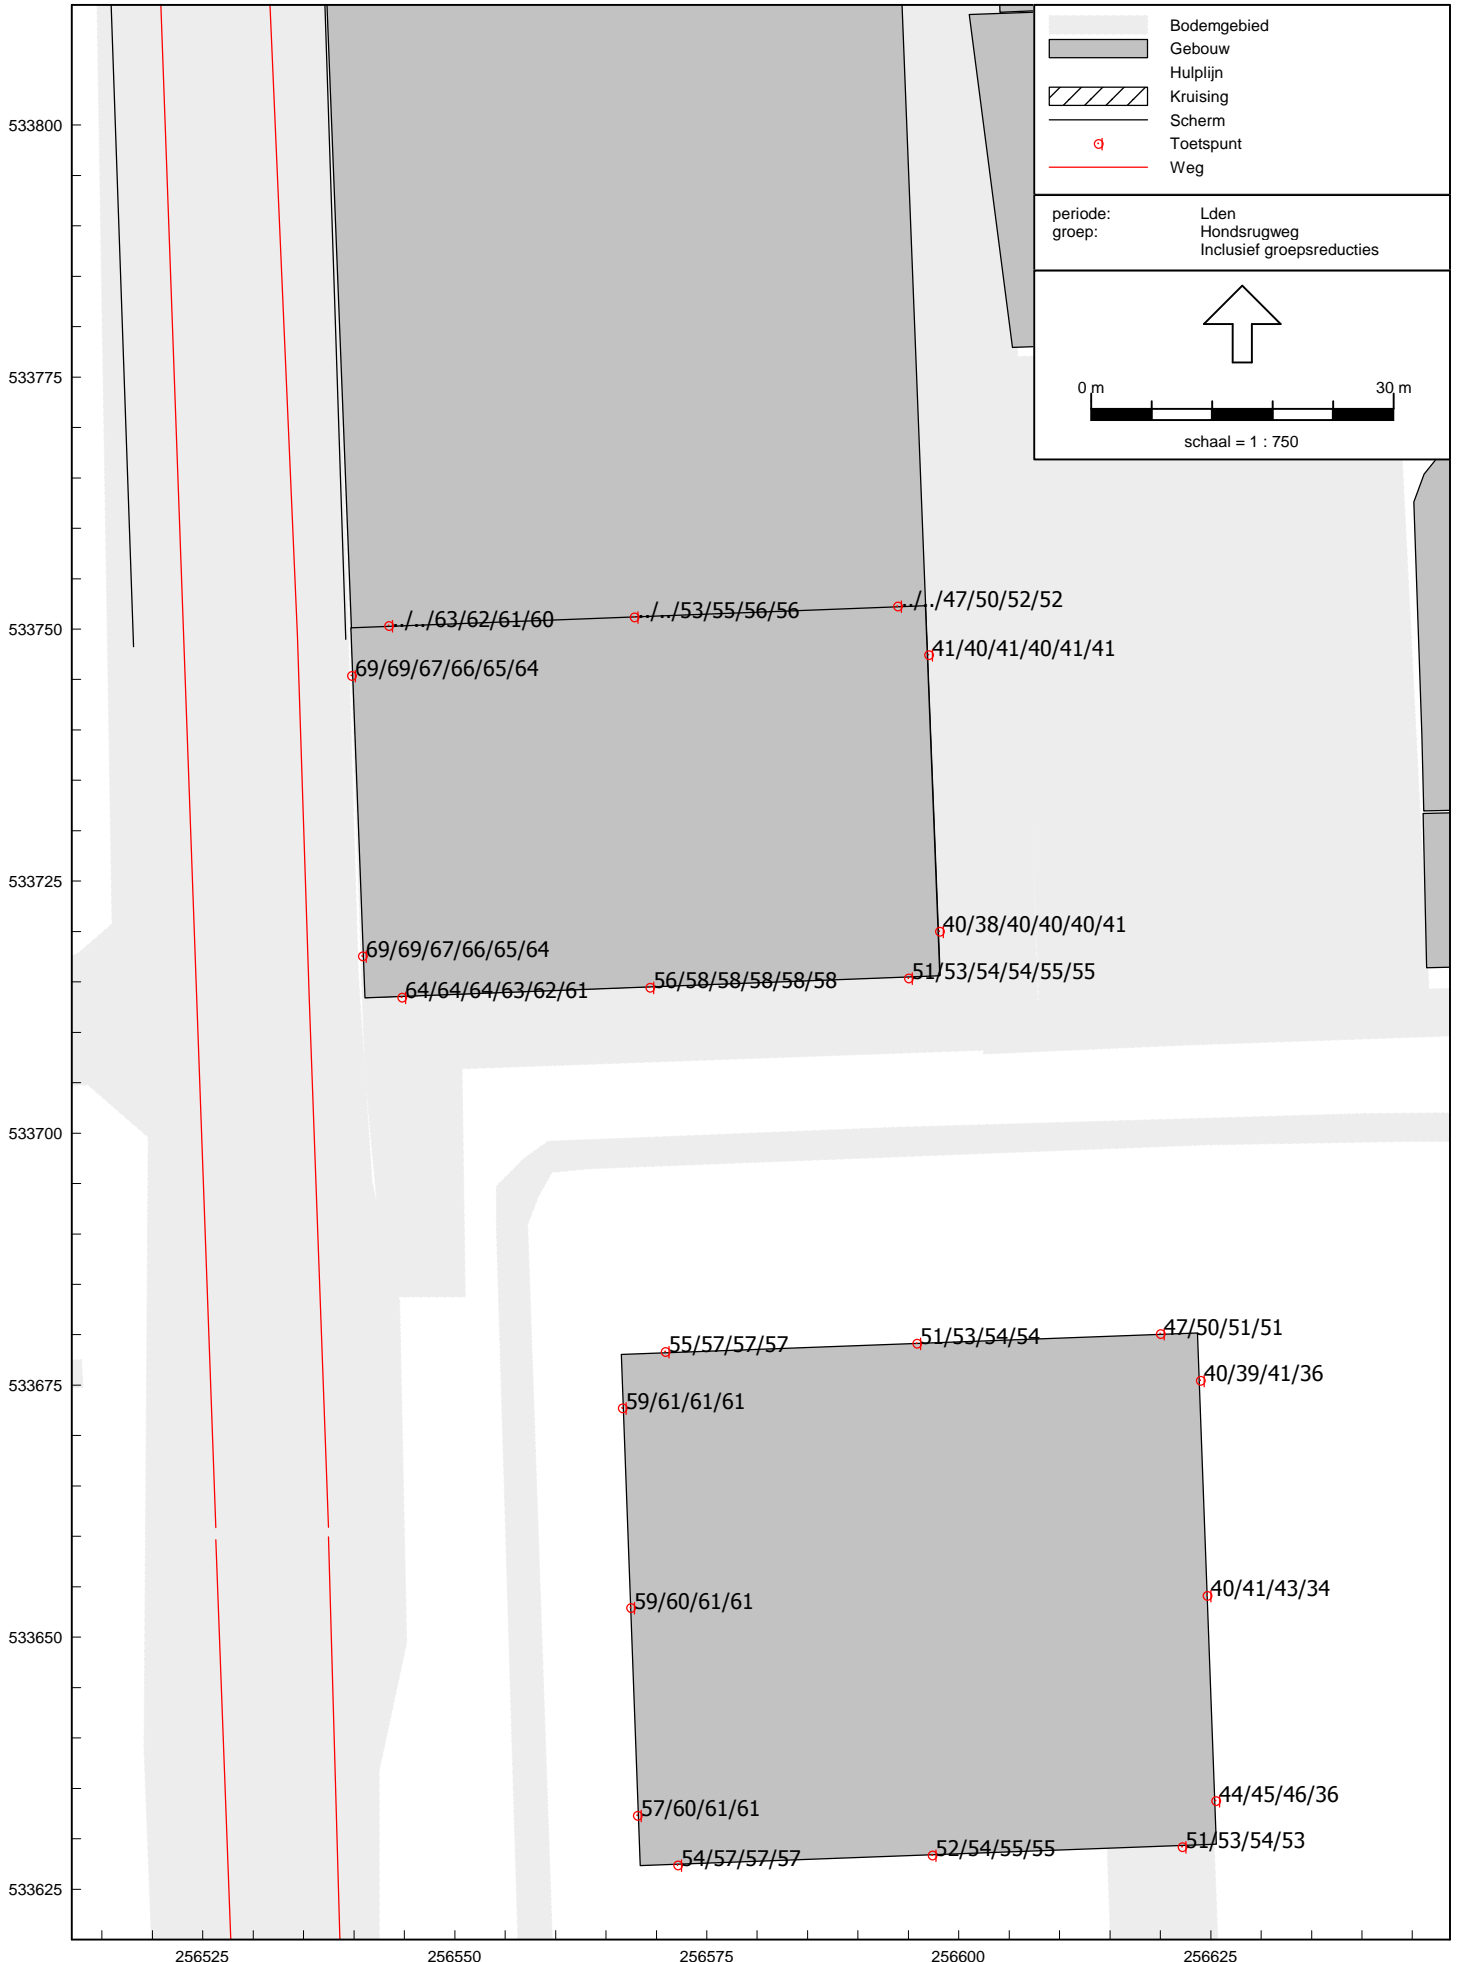 Bodemgebied
Gebouw
Hulplijn
Kruising
Scherm
Toetspunt
Weg
periode: Lden
groep: Hondsrugweg
Inclusief groepsreducties
0 m 30 m
schaal = 1 : 750
533800
533775
533750
533725
533700
533675
533650
533625
../../63/62/61/60
../../53/55/56/56
../../47/50/52/52
41/40/41/40/41/41
69/69/67/66/65/64
40/38/40/40/40/41
69/69/67/66/65/64
64/64/64/63/62/61
56/58/58/58/58/58
51/53/54/54/55/55
55/57/57/57
51/53/54/54
47/50/51/51
40/39/41/36
59/61/61/61
59/60/61/61
40/41/43/34
57/60/61/61
44/45/46/36
54/57/57/57
52/54/55/55
51/53/54/53
256525 256550 256575 256600 256625